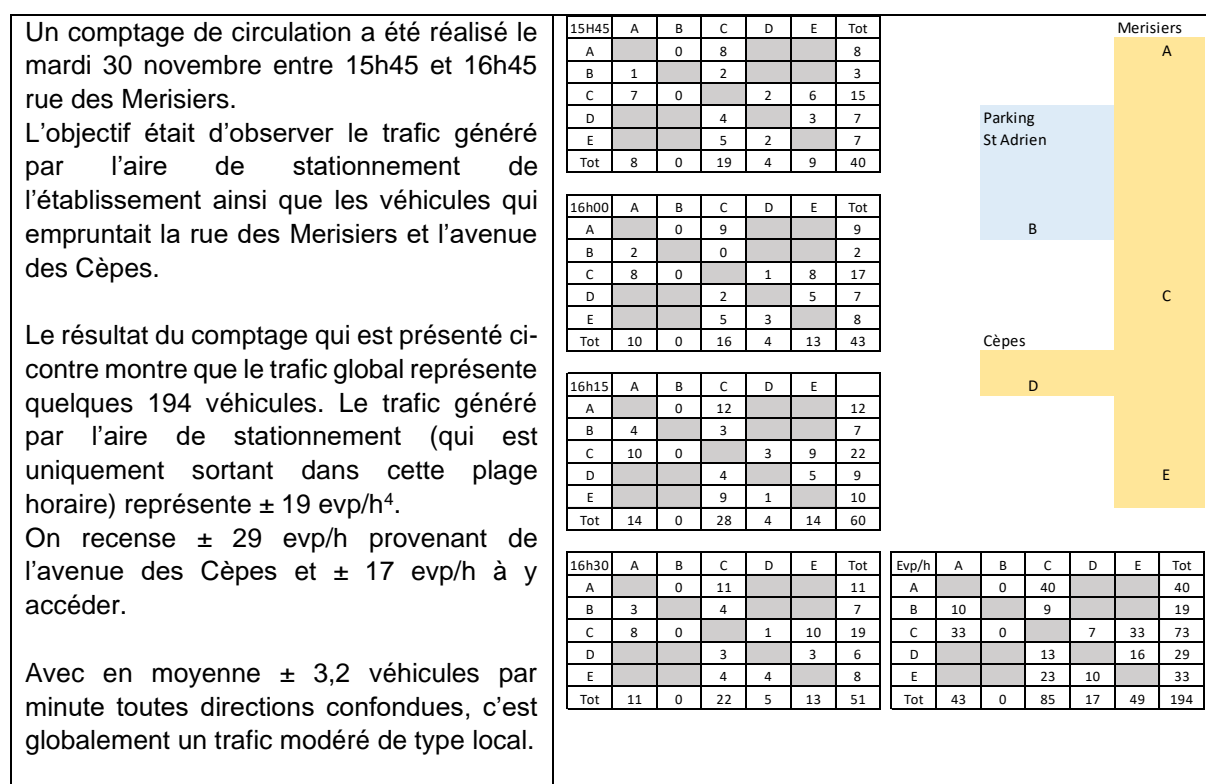 Un comptage de circulation a été réalisé le
mardi 30 novembre entre 15h45 et 16h45
rue des Merisiers.
L'objectif était d'observer le trafic généré
par l'aire de stationnement de
l'établissement ainsi que les véhicules qui
empruntait la rue des Merisiers et l'avenue
des Cèpes.
Le résultat du comptage qui est présenté ci-
contre montre que le trafic global représente
quelques 194 véhicules. Le trafic généré
par l'aire de stationnement (qui est
uniquement sortant dans cette plage
horaire) représente ± 19 evp/h⁴.
On recense ± 29 evp/h provenant de
l'avenue des Cèpes et ± 17 evp/h à y
accéder.
Avec en moyenne ± 3,2 véhicules par
minute toutes directions confondues, c'est
globalement un trafic modéré de type local.
15H45 A B C D E Tot
A 0 8 8
B 1 2 3
C 7 0 2 6 15
D 4 3 7
E 5 2 7
Tot 8 0 19 4 9 40
16h00 A B C D E Tot
A 0 9 9
B 2 0 2
C 8 0 1 8 17
D 2 5 7
E 5 3 8
Tot 10 0 16 4 13 43
16h15 A B C D E
A 0 12 12
B 4 3 7
C 10 0 3 9 22
D 4 5 9
E 9 1 10
Tot 14 0 28 4 14 60
16h30 A B C D E Tot
A 0 11 11
B 3 4 7
C 8 0 1 10 19
D 3 3 6
E 4 4 8
Tot 11 0 22 5 13 51
Merisiers
A
Parking
St Adrien
B
C
Cèpes
D
E
Evp/h A B C D E Tot
A 0 40 40
B 10 9 19
C 33 0 7 33 73
D 13 16 29
E 23 10 33
Tot 43 0 85 17 49 194